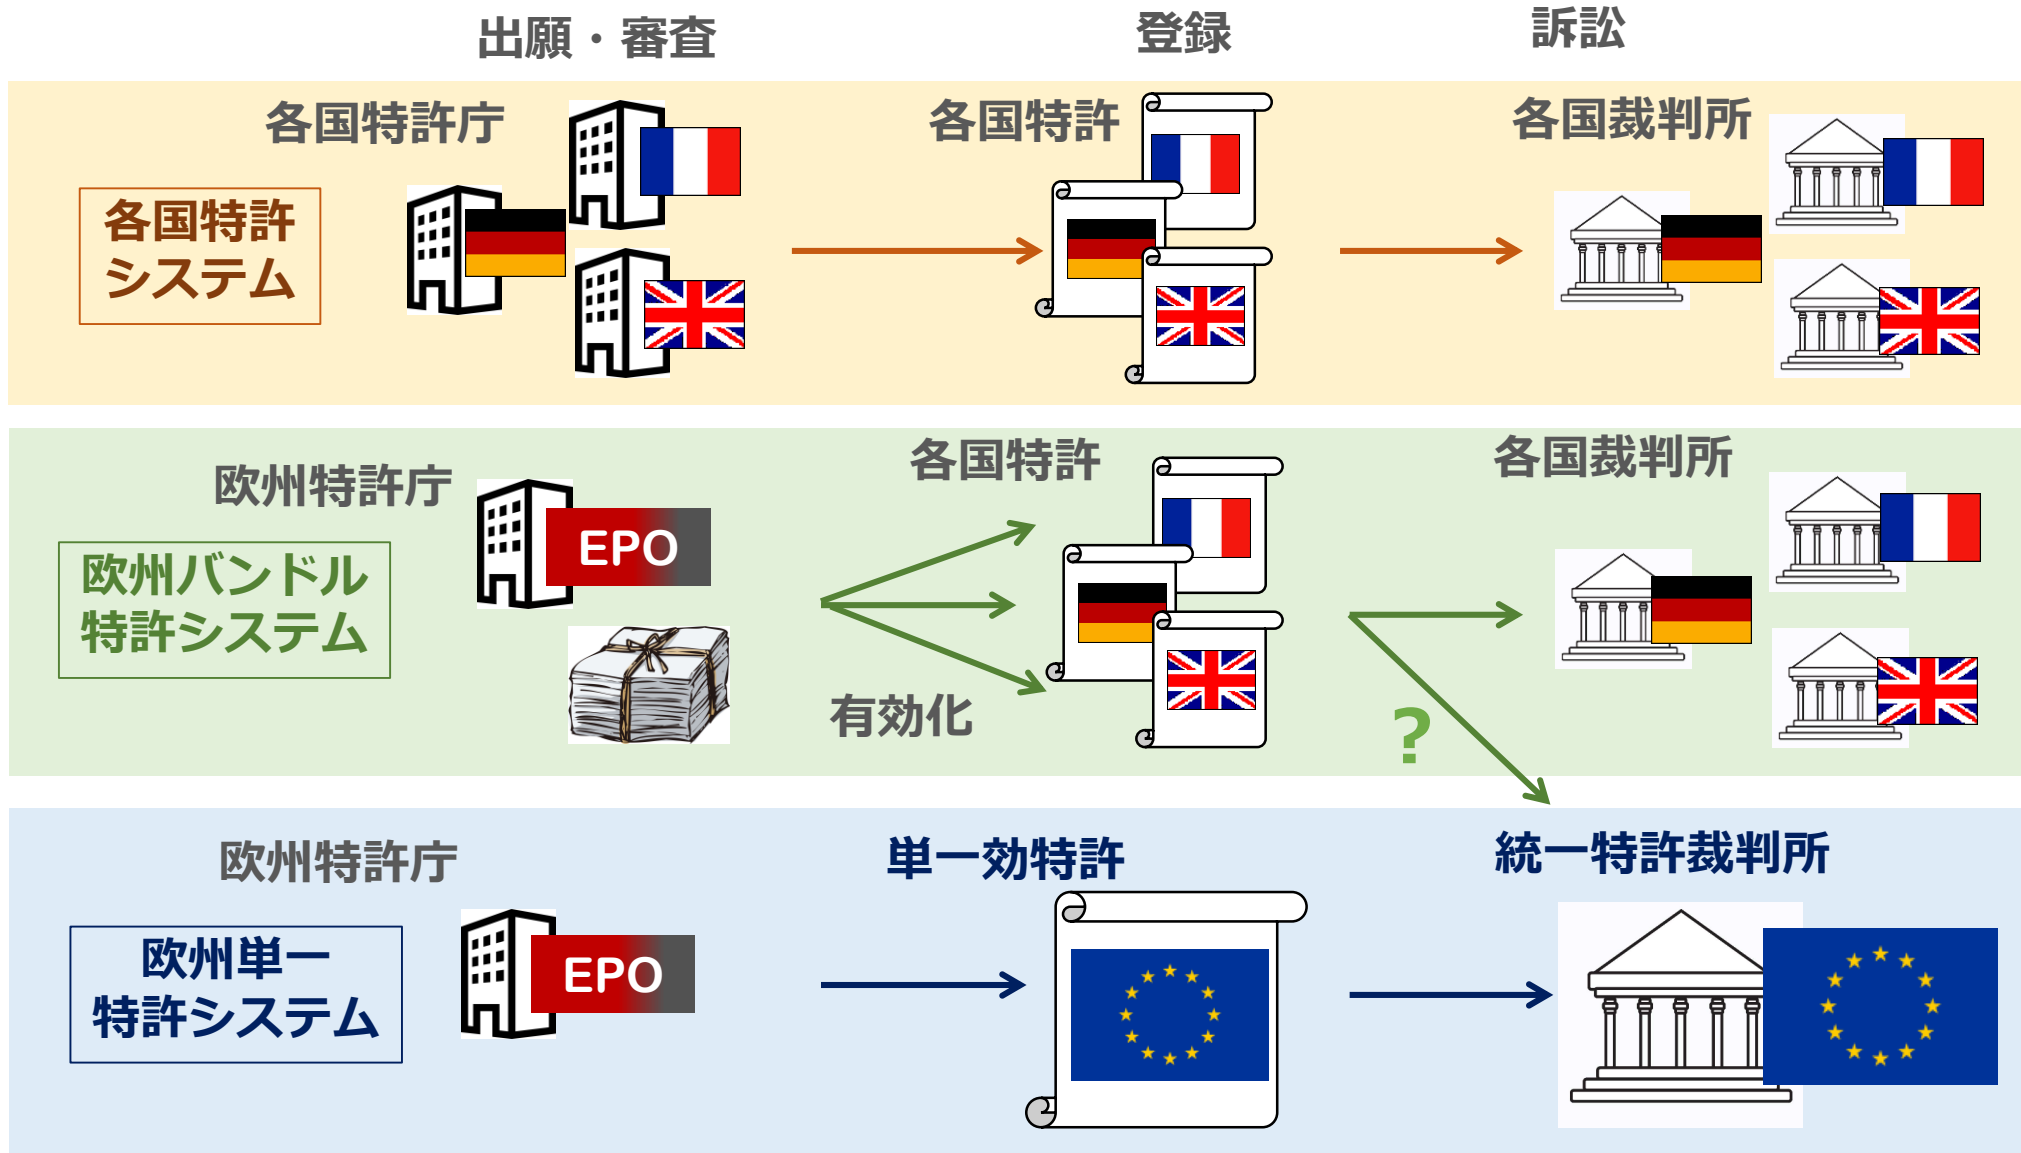 出願・審査
登録
訴訟
各国特許庁
各国特許
各国裁判所
各国特許
システム
欧州特許庁
各国特許
各国裁判所
EPO
欧州バンドル
特許システム
有効化
?
欧州特許庁
単一効特許
統一特許裁判所
欧州単一
特許システム
EPO